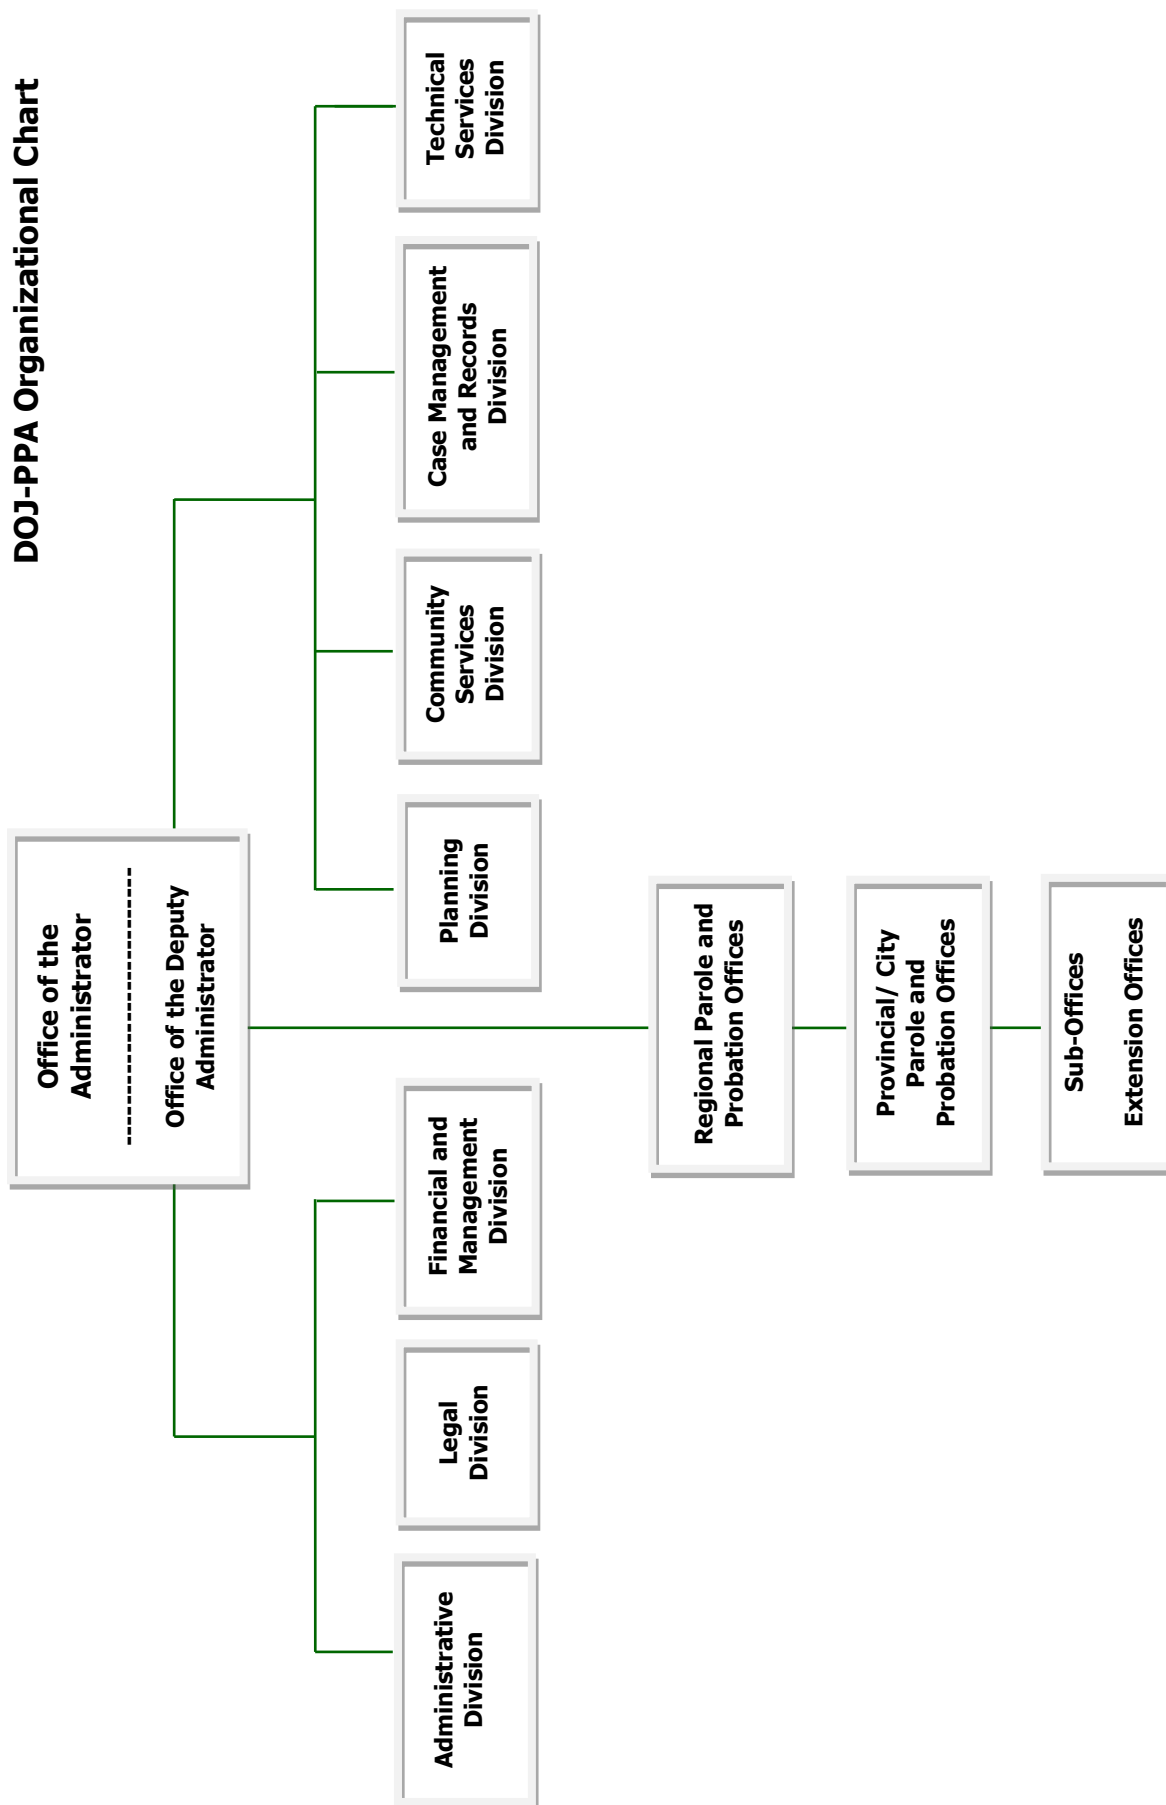 DOJ-PPA Organizational Chart
Office of the
Administrator
---------------------------
Office of the Deputy
Administrator
Administrative
Division
Legal
Division
Financial and
Management
Division
Planning
Division
Community
Services
Division
Case Management
and Records
Division
Technical
Services
Division
Regional Parole and
Probation Offices
Provincial/ City
Parole and
Probation Offices
Sub-Offices
Extension Offices